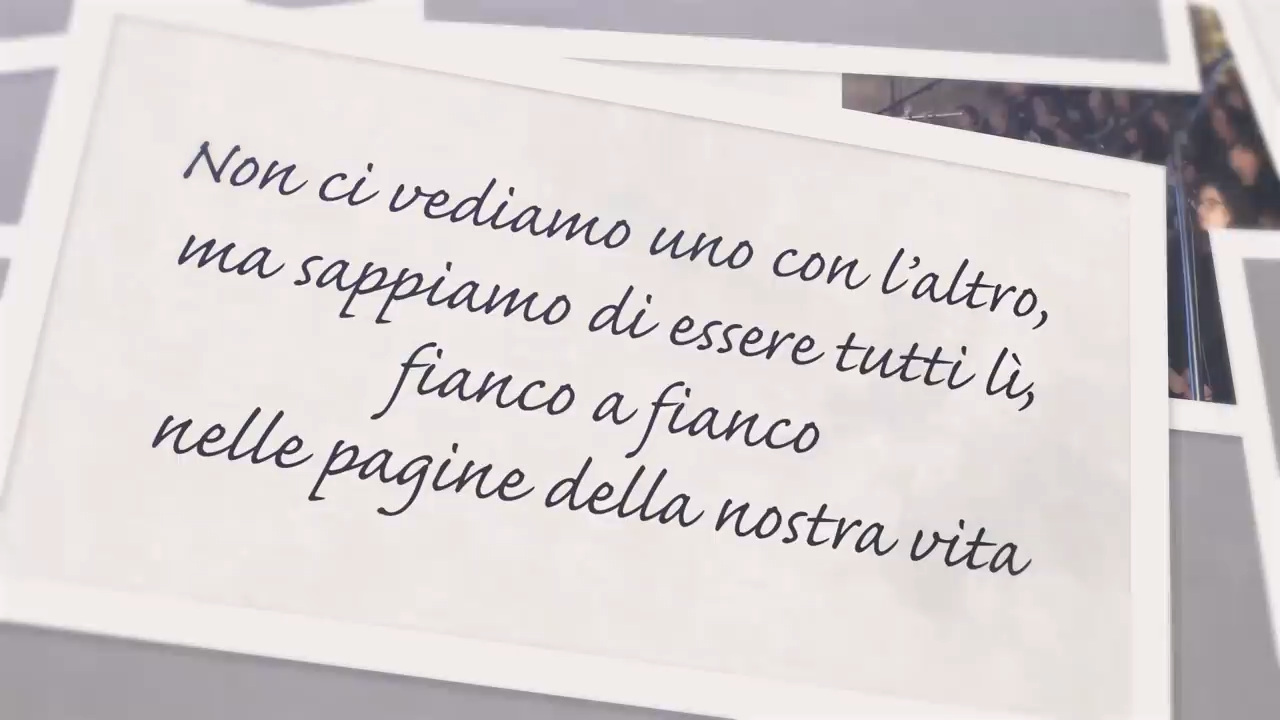 Non ci vediamo uno con l’altro,
ma sappiamo di essere tutti lì,
fianco a fianco
nelle pagine della nostra vita